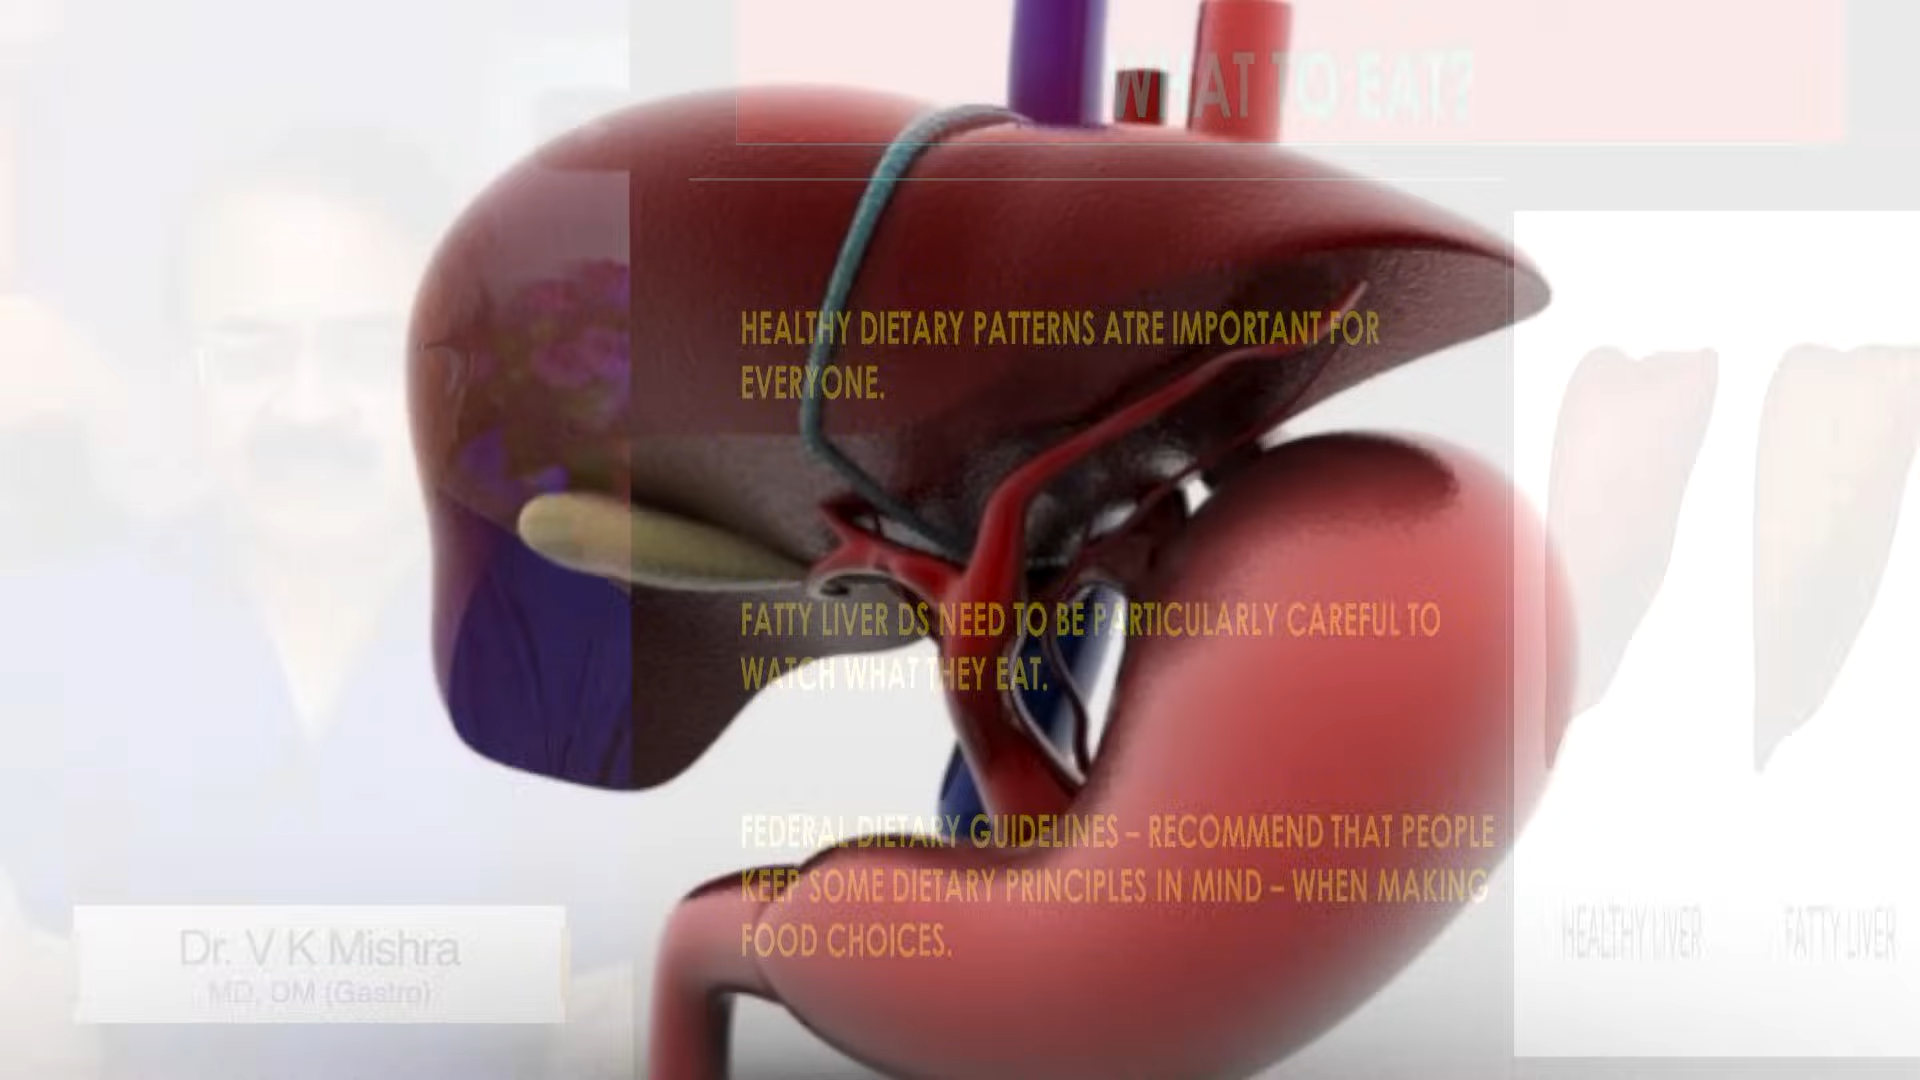 WHAT TO EAT?
HEALTHY DIETARY PATTERNS ATRE IMPORTANT FOR
EVERYONE.
FATTY LIVER DS NEED TO BE PARTICULARLY CAREFUL TO
WATCH WHAT THEY EAT.
FEDERAL DIETARY GUIDELINES – RECOMMEND THAT PEOPLE
KEEP SOME DIETARY PRINCIPLES IN MIND – WHEN MAKING
FOOD CHOICES.
HEALTHY LIVER
FATTY LIVER
Dr. V K Mishra
MD, DM (Gastro)